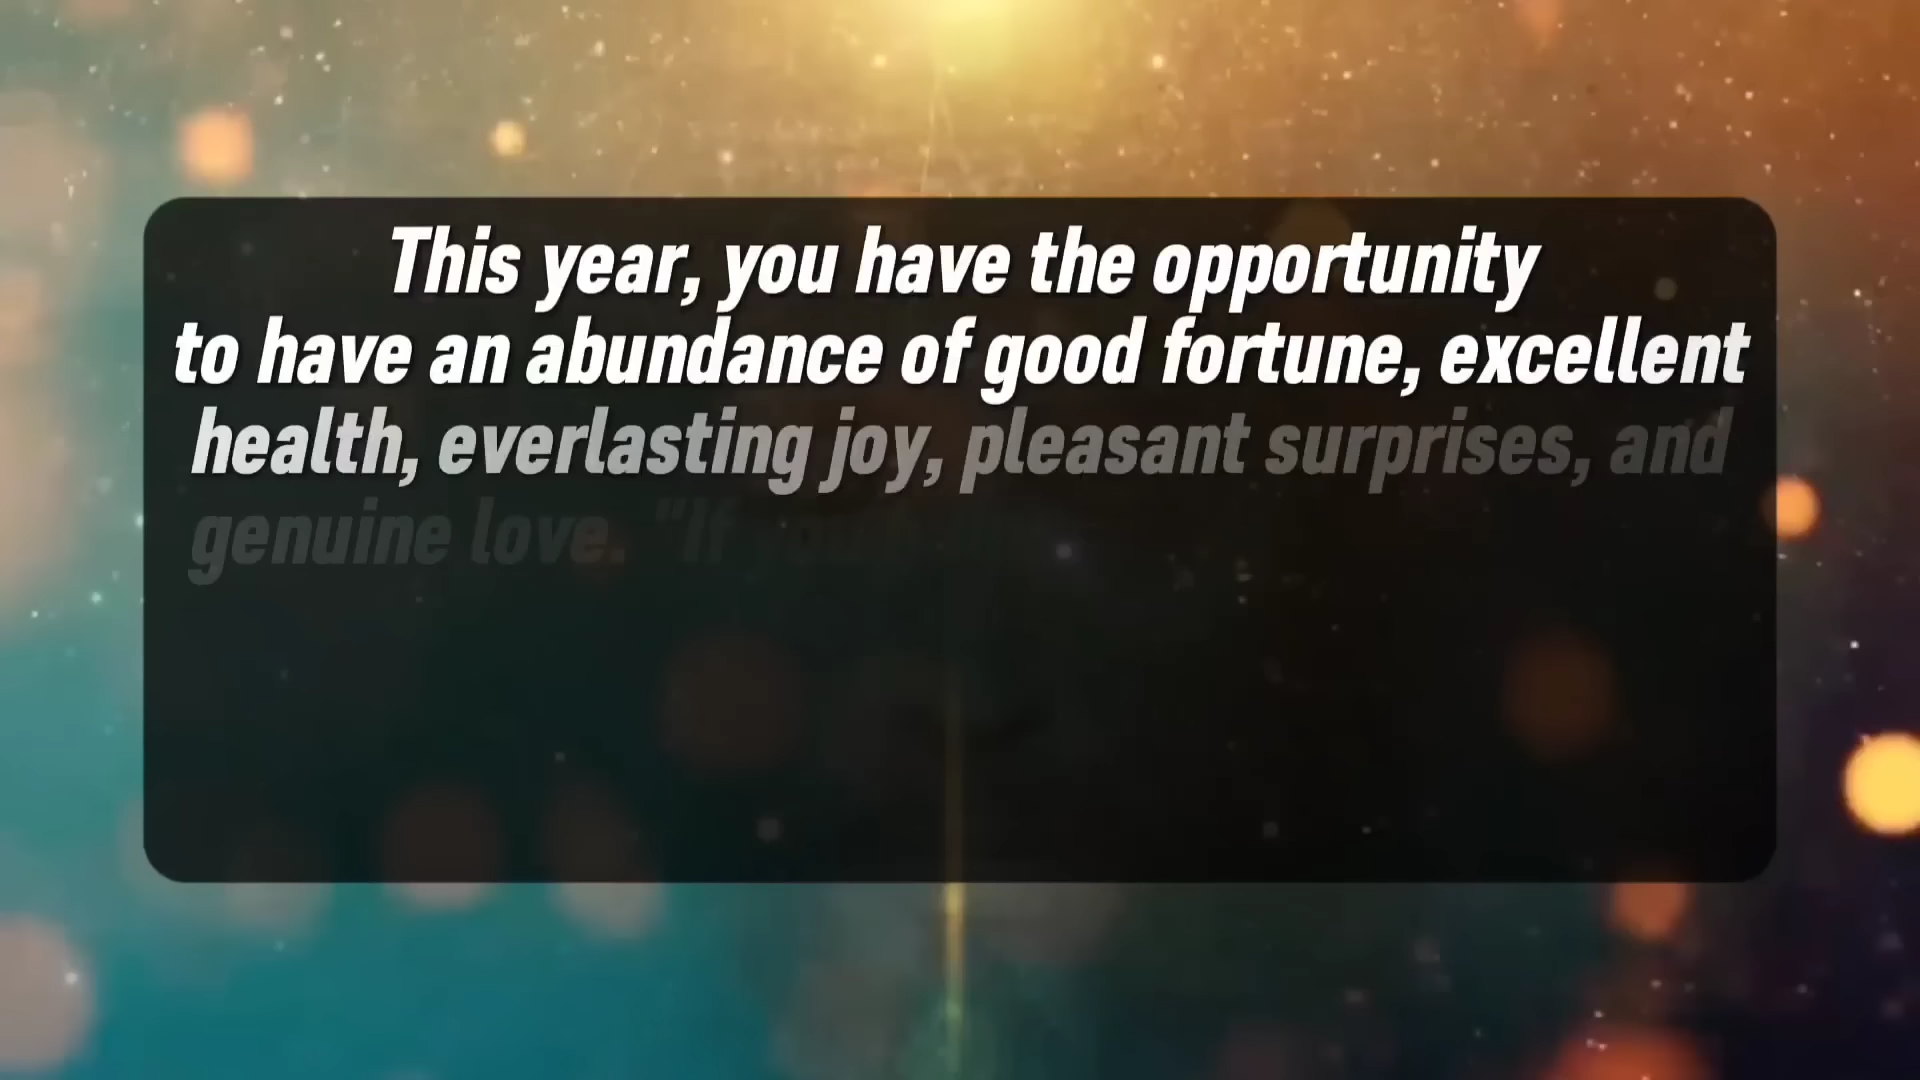 This year, you have the opportunity
to have an abundance of good fortune, excellent
health, everlasting joy, pleasant surprises, and
genuine love. "If you